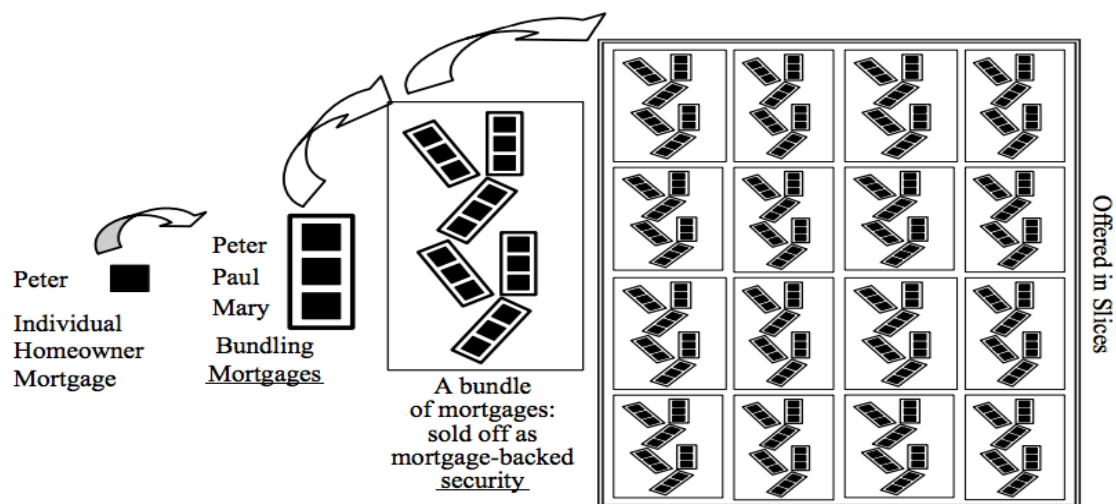 Peter
Individual
Homeowner
Mortgage
Peter
Paul
Mary
Bundling
Mortgages
A bundle
of mortgages:
sold off as
mortgage-backed
security
Offered in Slices